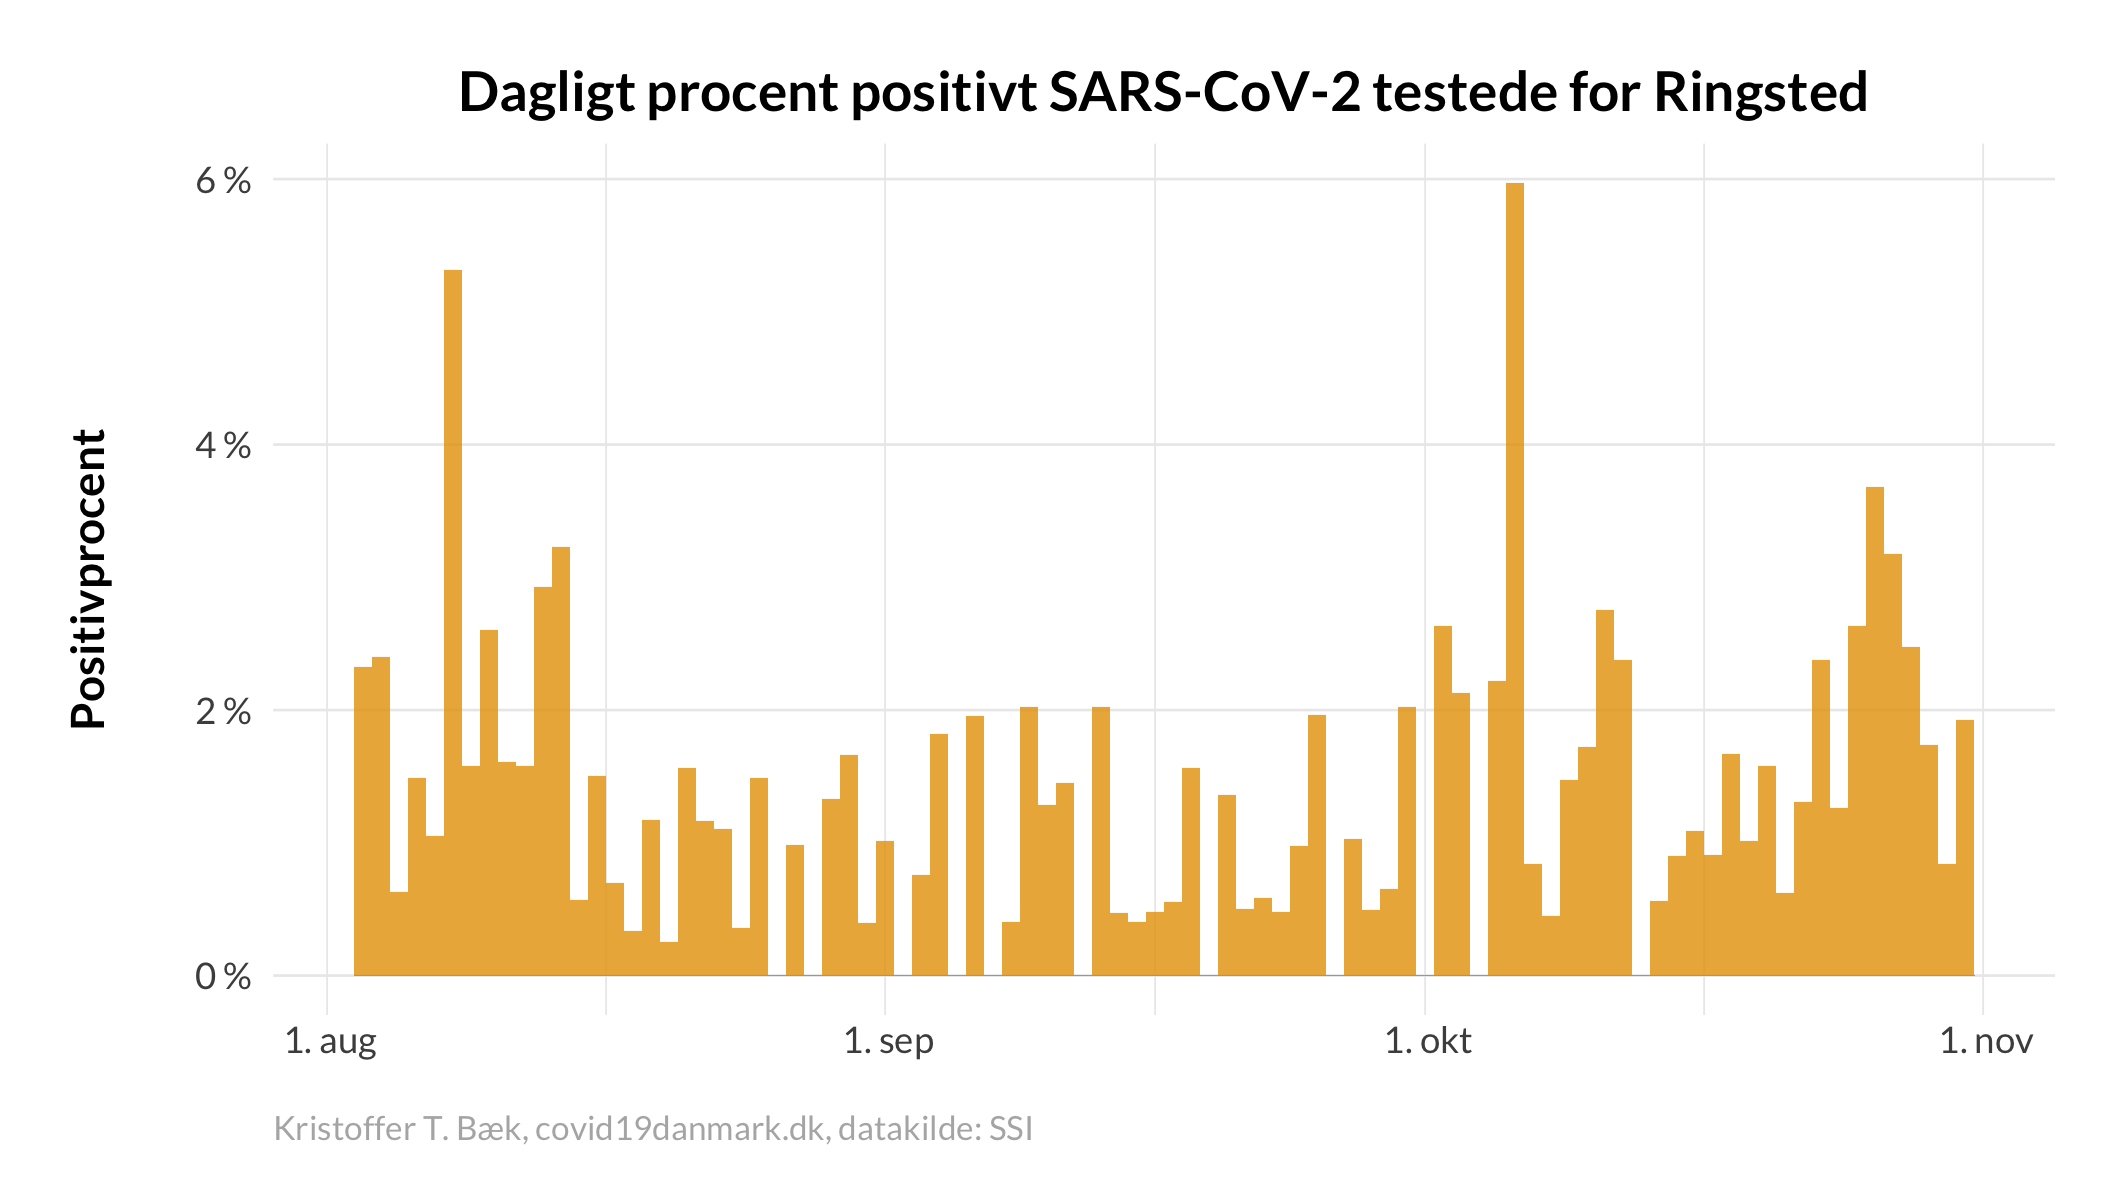 Dagligt procent positivt SARS-CoV-2 testede for Ringsted
Positivprocent
6 %
4 %
2 %
0 %
1. aug
1. sep
1. okt
1. nov
Kristoffer T. Bæk, covid19danmark.dk, datakilde: SSI